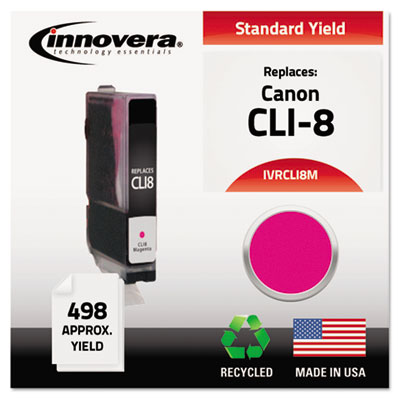 innovera®
technology essentials
Standard Yield
Replaces:
Canon
CLI-8
IVRCLI8M
REPLACES
CLI8
CLI8
Magenta
498
APPROX.
YIELD
RECYCLED
MADE IN USA